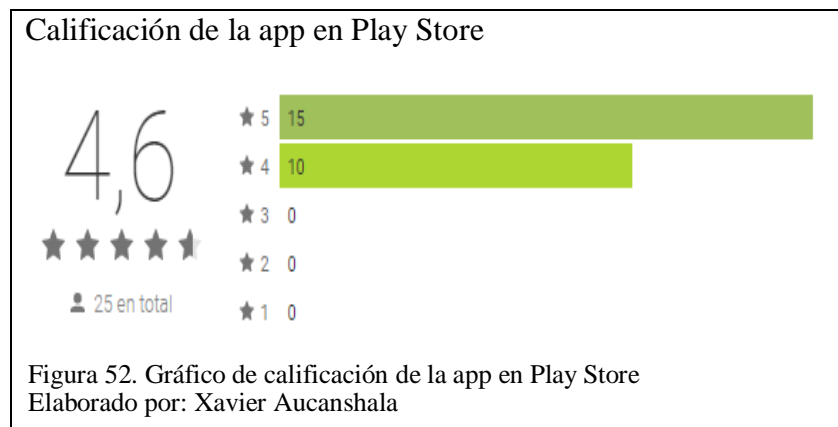 Calificación de la app en Play Store
4,6
25 en total
5 15
4 10
3 0
2 0
1 0
Figura 52. Gráfico de calificación de la app en Play Store
Elaborado por: Xavier Aucanshala